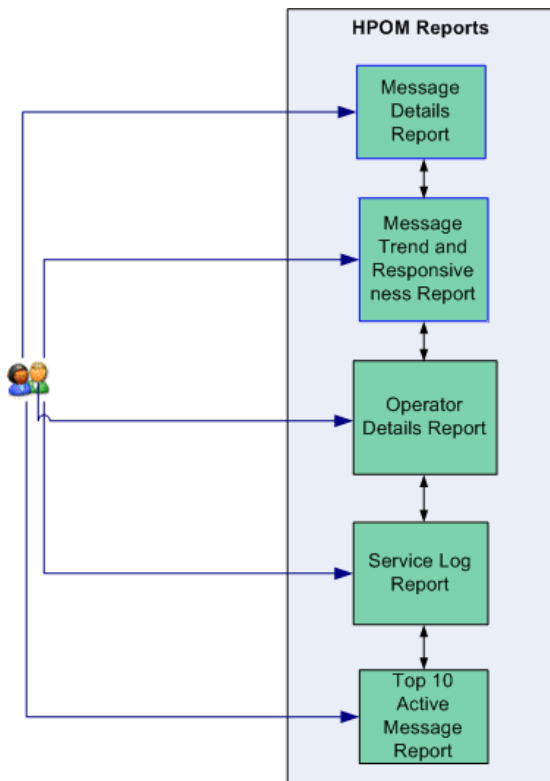 HPOM Reports
Message
Details
Report
Message
Trend and
Responsive
ness Report
Operator
Details Report
Service Log
Report
Top 10
Active
Message
Report